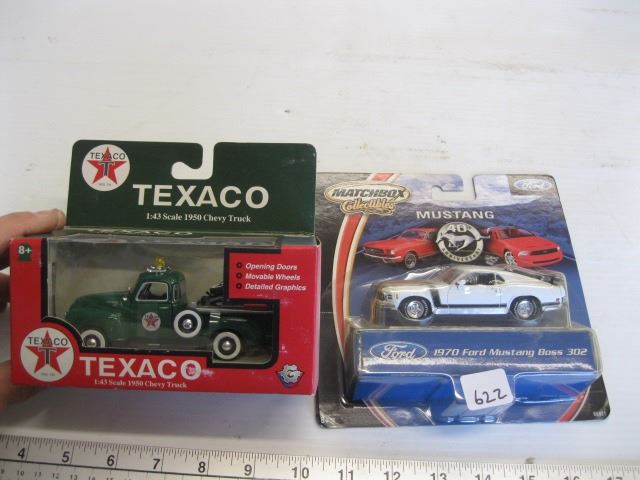 TEXACO
T
TEXACO
1:43 Scale 1950 Chevy Truck
8+
Opening Doors
Movable Wheels
Detailed Graphics
TEXACO
T
TEXACO
1:43 Scale 1950 Chevy Truck
MATCHBOX
Collectibles
Ford
MUSTANG
40
Ford
1970 Ford Mustang Boss 302
622
4 5 6 7 8 9 10 11 12 13 14 15 16 17